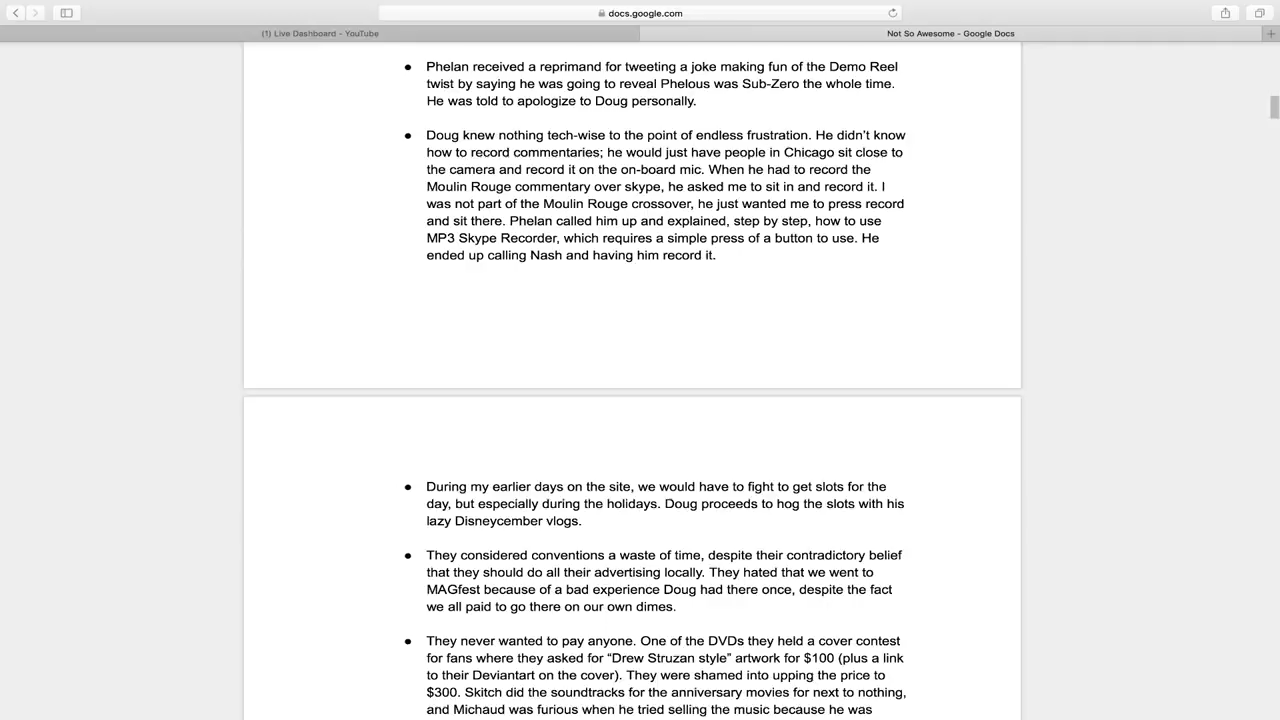 docs.google.com
(1) Live Dashboard - YouTube
Not So Awesome - Google Docs
● Phelan received a reprimand for tweeting a joke making fun of the Demo Reel
twist by saying he was going to reveal Phelous was Sub-Zero the whole time.
He was told to apologize to Doug personally.
● Doug knew nothing tech-wise to the point of endless frustration. He didn’t know
how to record commentaries; he would just have people in Chicago sit close to
the camera and record it on the on-board mic. When he had to record the
Moulin Rouge commentary over skype, he asked me to sit in and record it. I
was not part of the Moulin Rouge crossover, he just wanted me to press record
and sit there. Phelan called him up and explained, step by step, how to use
MP3 Skype Recorder, which requires a simple press of a button to use. He
ended up calling Nash and having him record it.
● During my earlier days on the site, we would have to fight to get slots for the
day, but especially during the holidays. Doug proceeds to hog the slots with his
lazy Disneycember vlogs.
● They considered conventions a waste of time, despite their contradictory belief
that they should do all their advertising locally. They hated that we went to
MAGfest because of a bad experience Doug had there once, despite the fact
we all paid to go there on our own dimes.
● They never wanted to pay anyone. One of the DVDs they held a cover contest
for fans where they asked for “Drew Struzan style” artwork for $100 (plus a link
to their Deviantart on the cover). They were shamed into upping the price to
$300. Skitch did the soundtracks for the anniversary movies for next to nothing,
and Michaud was furious when he tried selling the music because he was